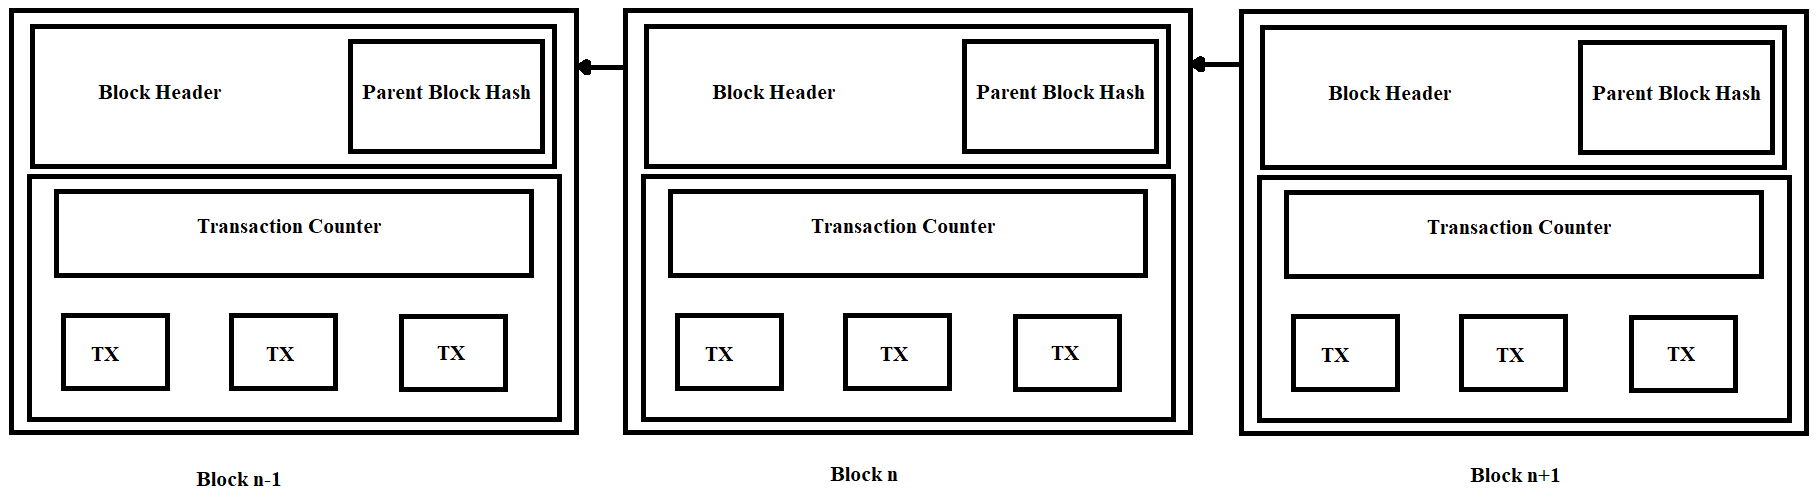 Block Header
Parent Block Hash
Transaction Counter
TX
TX
TX
Block n-1
Block Header
Parent Block Hash
Transaction Counter
TX
TX
TX
Block n
Block Header
Parent Block Hash
Transaction Counter
TX
TX
TX
Block n+1